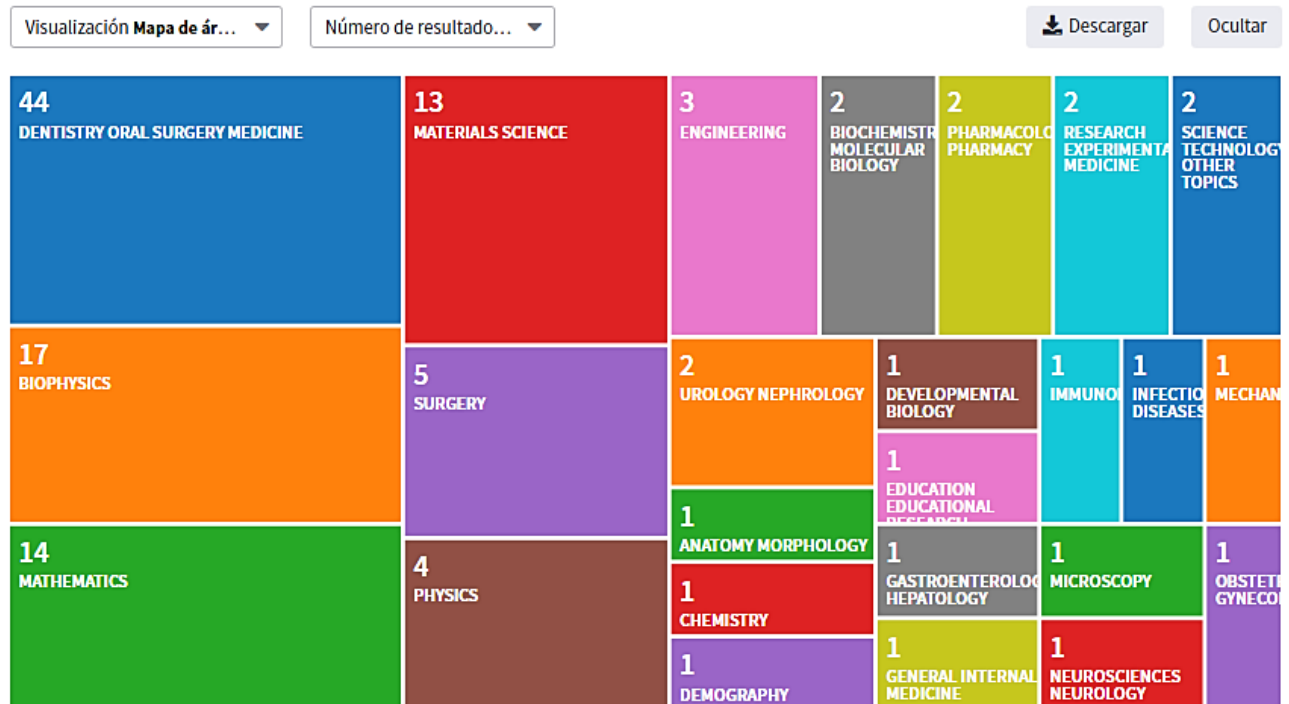 Visualización Mapa de ár...
Número de resultado...
Descargar
Ocultar
44
DENTISTRY ORAL SURGERY MEDICINE
17
BIOPHYSICS
14
MATHEMATICS
13
MATERIALS SCIENCE
5
SURGERY
4
PHYSICS
3
ENGINEERING
2
BIOCHEMISTR
MOLECULAR
BIOLOGY
2
PHARMACOLO
PHARMACY
2
RESEARCH
EXPERIMENTA
MEDICINE
2
SCIENCE
TECHNOLOGY
OTHER
TOPICS
2
UROLOGY NEPHROLOGY
1
ANATOMY MORPHOLOGY
1
CHEMISTRY
1
DEMOGRAPHY
1
DEVELOPMENTAL
BIOLOGY
1
EDUCATION
EDUCATIONAL
RESEARCH
1
GASTROENTEROLOG
HEPATOLOGY
1
GENERAL INTERNAL
MEDICINE
1
IMMUNO
1
INFECTIO
DISEASES
1
MECHAN
1
MICROSCOPY
1
NEUROSCIENCES
NEUROLOGY
1
OBSTET
GYNECO